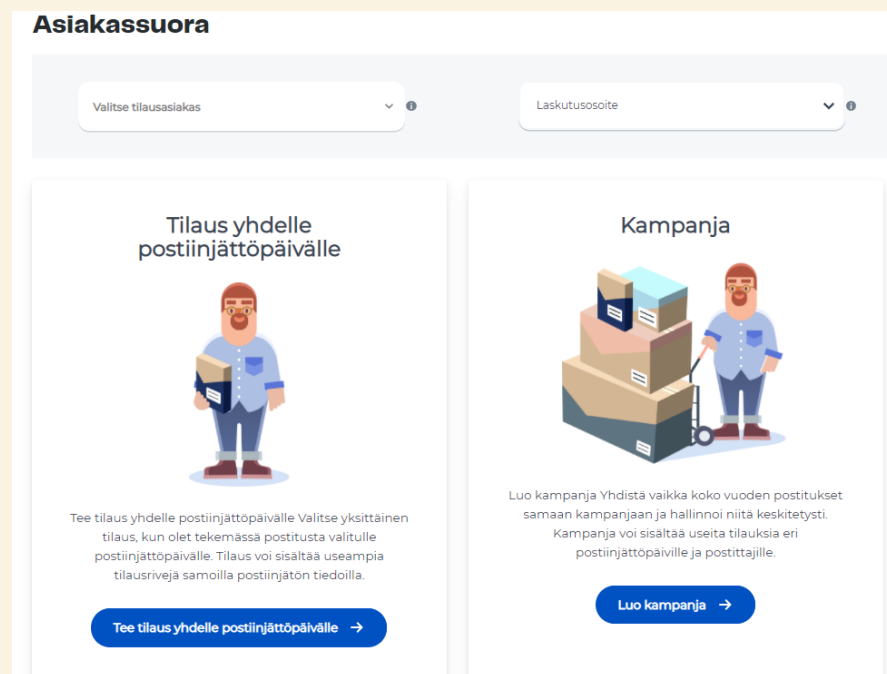 Asiakassuora
Valitse tilausasiakas
Laskutusosoite
Tilaus yhdelle
postiinjättöpäivälle
Tee tilaus yhdelle postiinjättöpäivälle Valitse yksittäinen
tilaus, kun olet tekemässä postitusta valitulle
postiinjättöpäivälle. Tilaus voi sisältää useampia
tilausrivejä samoilla postiinjätön tiedoilla.
Tee tilaus yhdelle postiinjättöpäivälle →
Kampanja
Luo kampanja Yhdistä vaikka koko vuoden postitukset
samaan kampanjaan ja hallinnoi niitä keskitetysti.
Kampanja voi sisältää useita tilauksia eri
postiinjättöpäiville ja postittajille.
Luo kampanja →